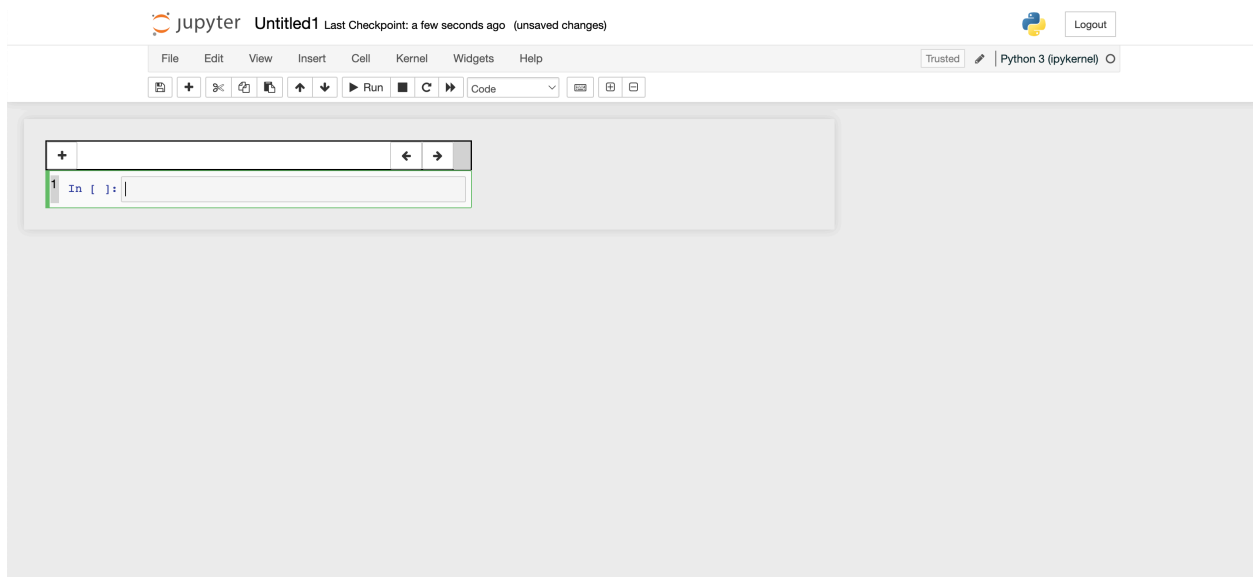 jupyter Untitled1 Last Checkpoint: a few seconds ago (unsaved changes) Logout
File Edit View Insert Cell Kernel Widgets Help Trusted Python 3 (ipykernel)
Run Code
1 In [ ]: